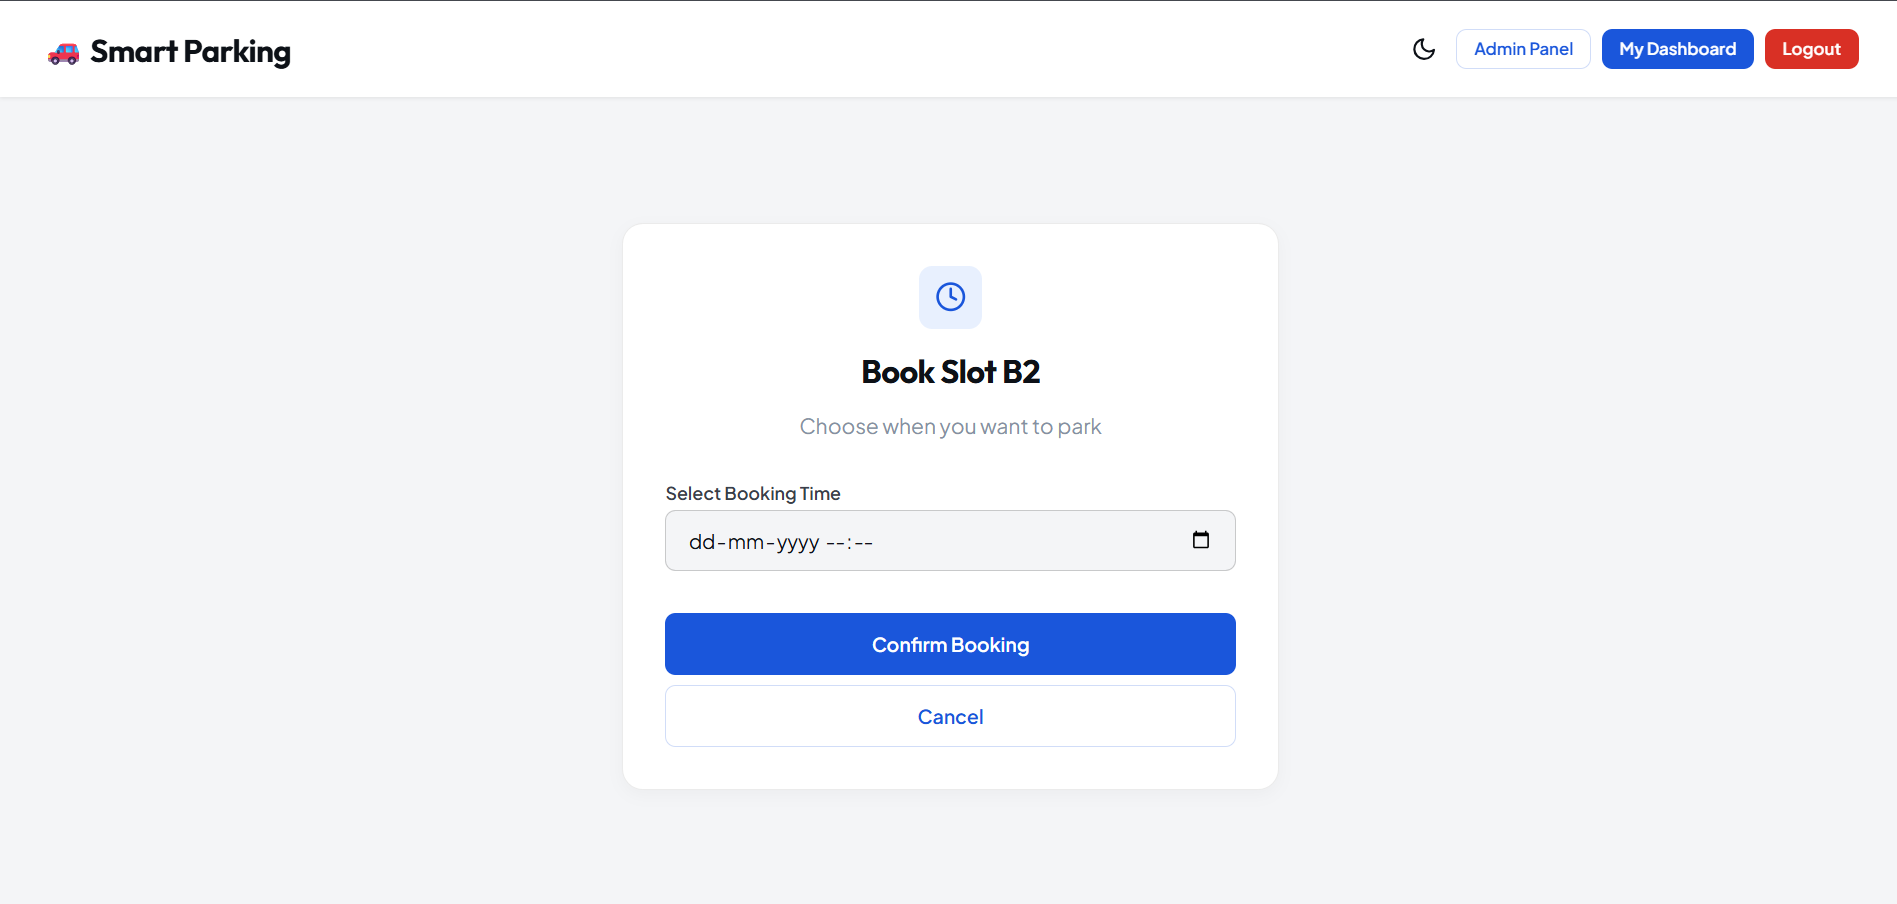 Smart Parking
Admin Panel
My Dashboard
Logout
Book Slot B2
Choose when you want to park
Select Booking Time
dd-mm-yyyy --:--
Confirm Booking
Cancel